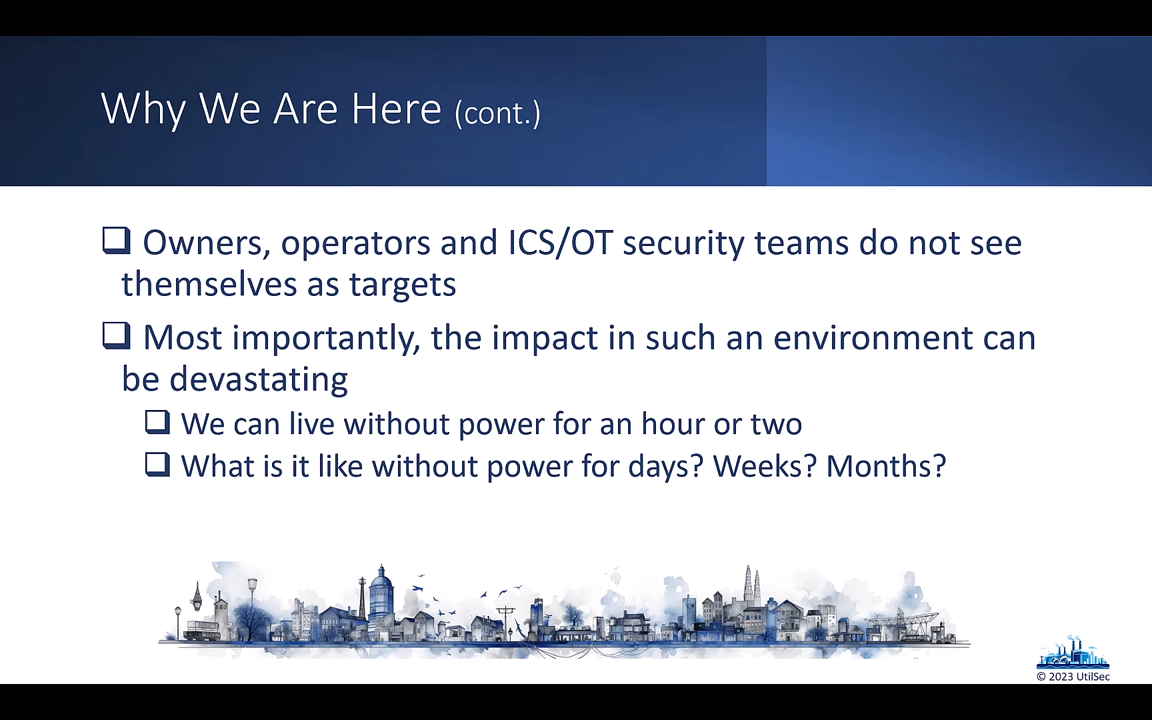 Why We Are Here (cont.)
❑ Owners, operators and ICS/OT security teams do not see
themselves as targets
❑ Most importantly, the impact in such an environment can
be devastating
❑ We can live without power for an hour or two
❑ What is it like without power for days? Weeks? Months?
© 2023 UtilSec